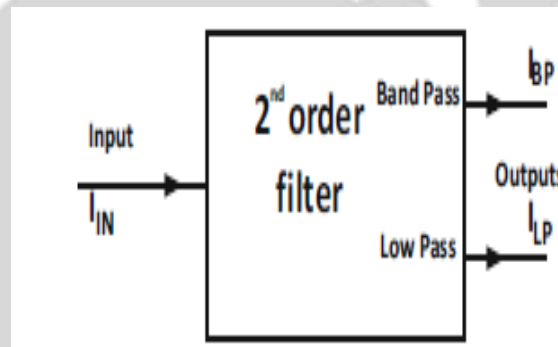 I_BP
Band Pass
2nd order
filter
Input
I_IN
Outputs
I_LP
Low Pass